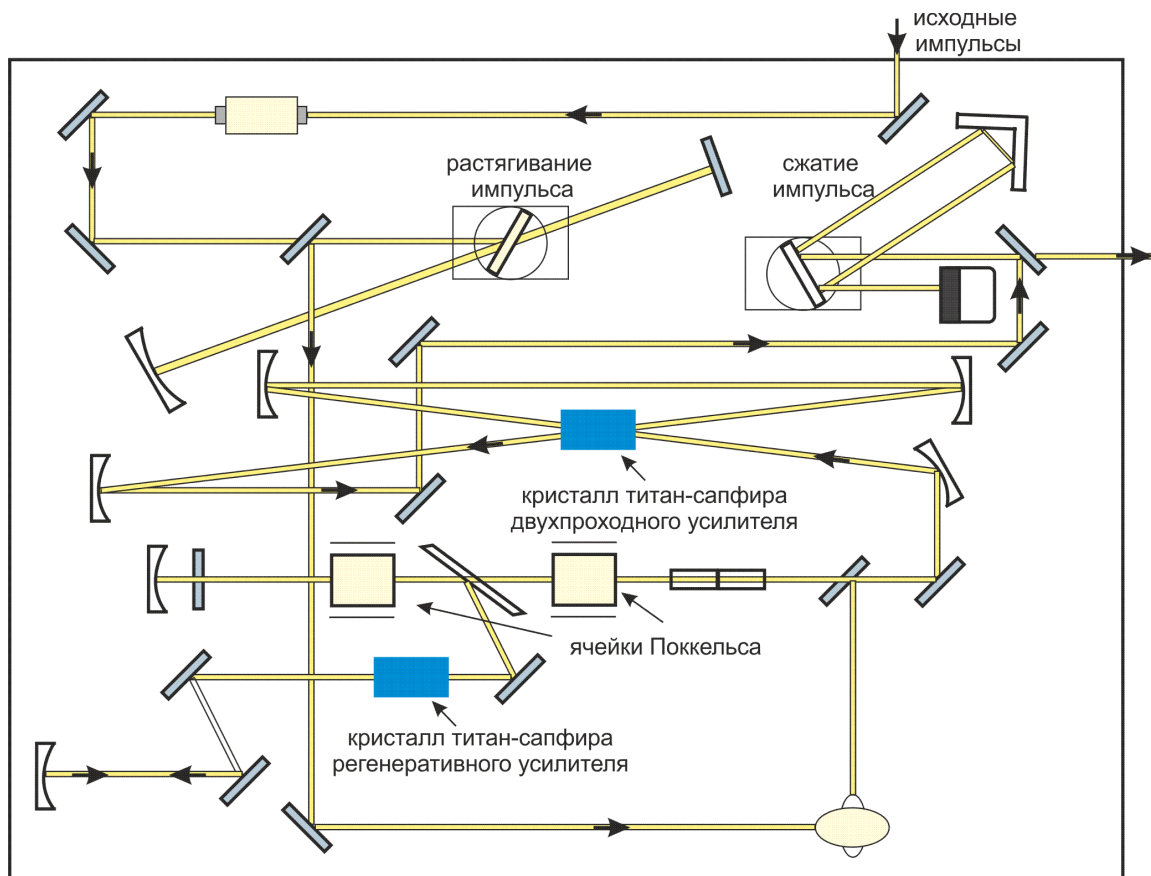 исходные
импульсы
растягивание
импульса
сжатие
импульса
кристалл титан-сапфира
двухпроходного усилителя
ячейки Поккельса
кристалл титан-сапфира
регенеративного усилителя